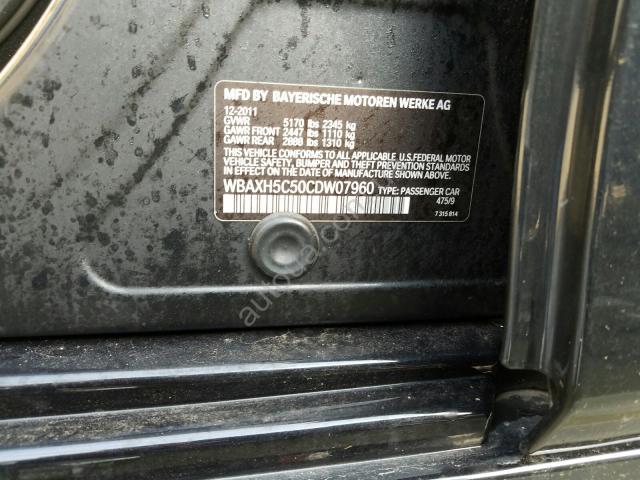 MFD BY BAYERISCHE MOTOREN WERKE AG
12-2011
GVWR 5170 lbs 2345 kg
GAWR FRONT 2447 lbs 1110 kg
GAWR REAR 2888 lbs 1310 kg
THIS VEHICLE CONFORMS TO ALL APPLICABLE U.S.FEDERAL MOTOR
VEHICLE SAFETY, BUMPER, AND THEFT PREVENTION STANDARDS
IN EFFECT ON THE DATE OF MANUFACTURE SHOWN ABOVE.
WBAXH5C50CDW07960 TYPE: PASSENGER CAR
475/9
7 315 814